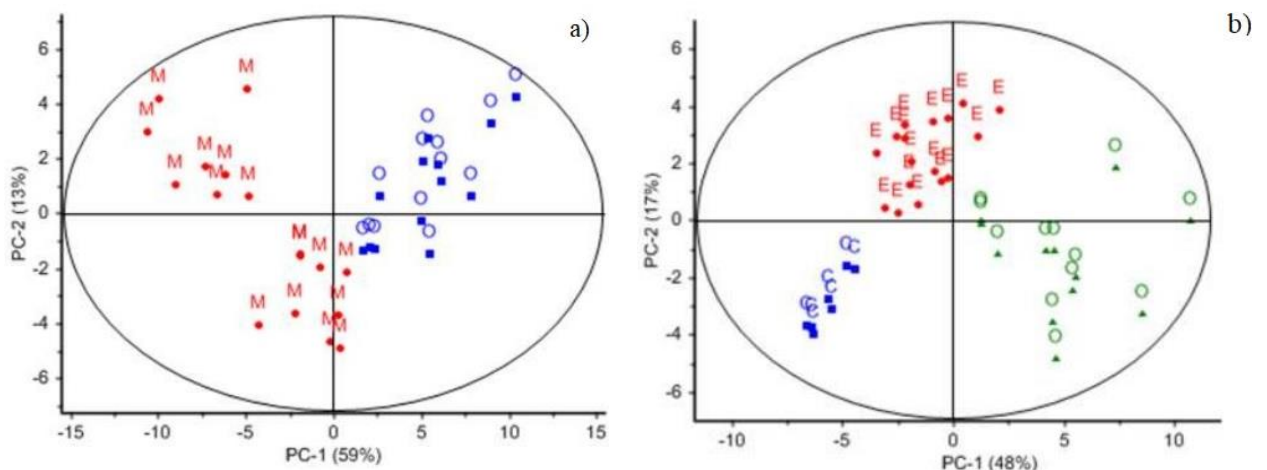 a)
6
4
2
0
-2
-4
-6
PC-2 (13%)
-15 -10 -5 0 5 10 15
PC-1 (59%)
M M M M M M M M M
M M M M M M M M M
O O O O O O O O O O O O O
b)
6
4
2
0
-2
-4
-6
PC-2 (17%)
-10 -5 0 5 10
PC-1 (48%)
E E E E E E E E E E E E E E E E E E
C C C C C C C
O O O O O O O O O O O O